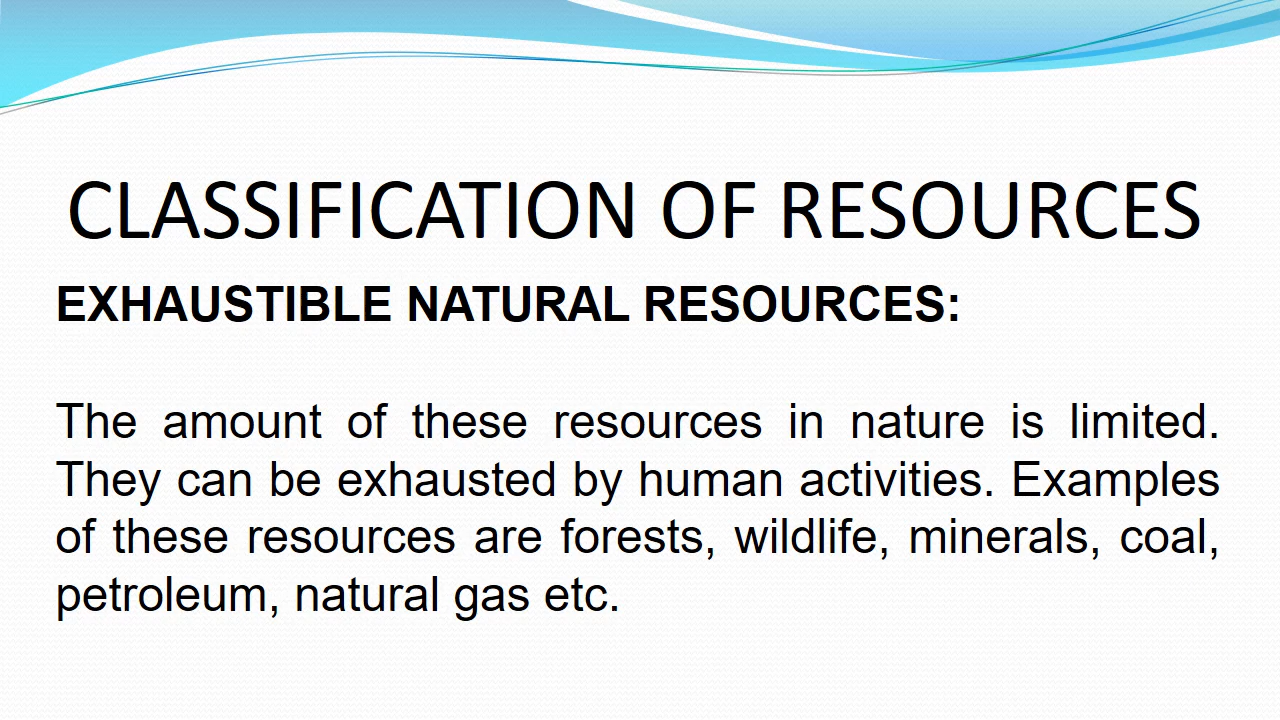 CLASSIFICATION OF RESOURCES
EXHAUSTIBLE NATURAL RESOURCES:
The amount of these resources in nature is limited.
They can be exhausted by human activities. Examples
of these resources are forests, wildlife, minerals, coal,
petroleum, natural gas etc.